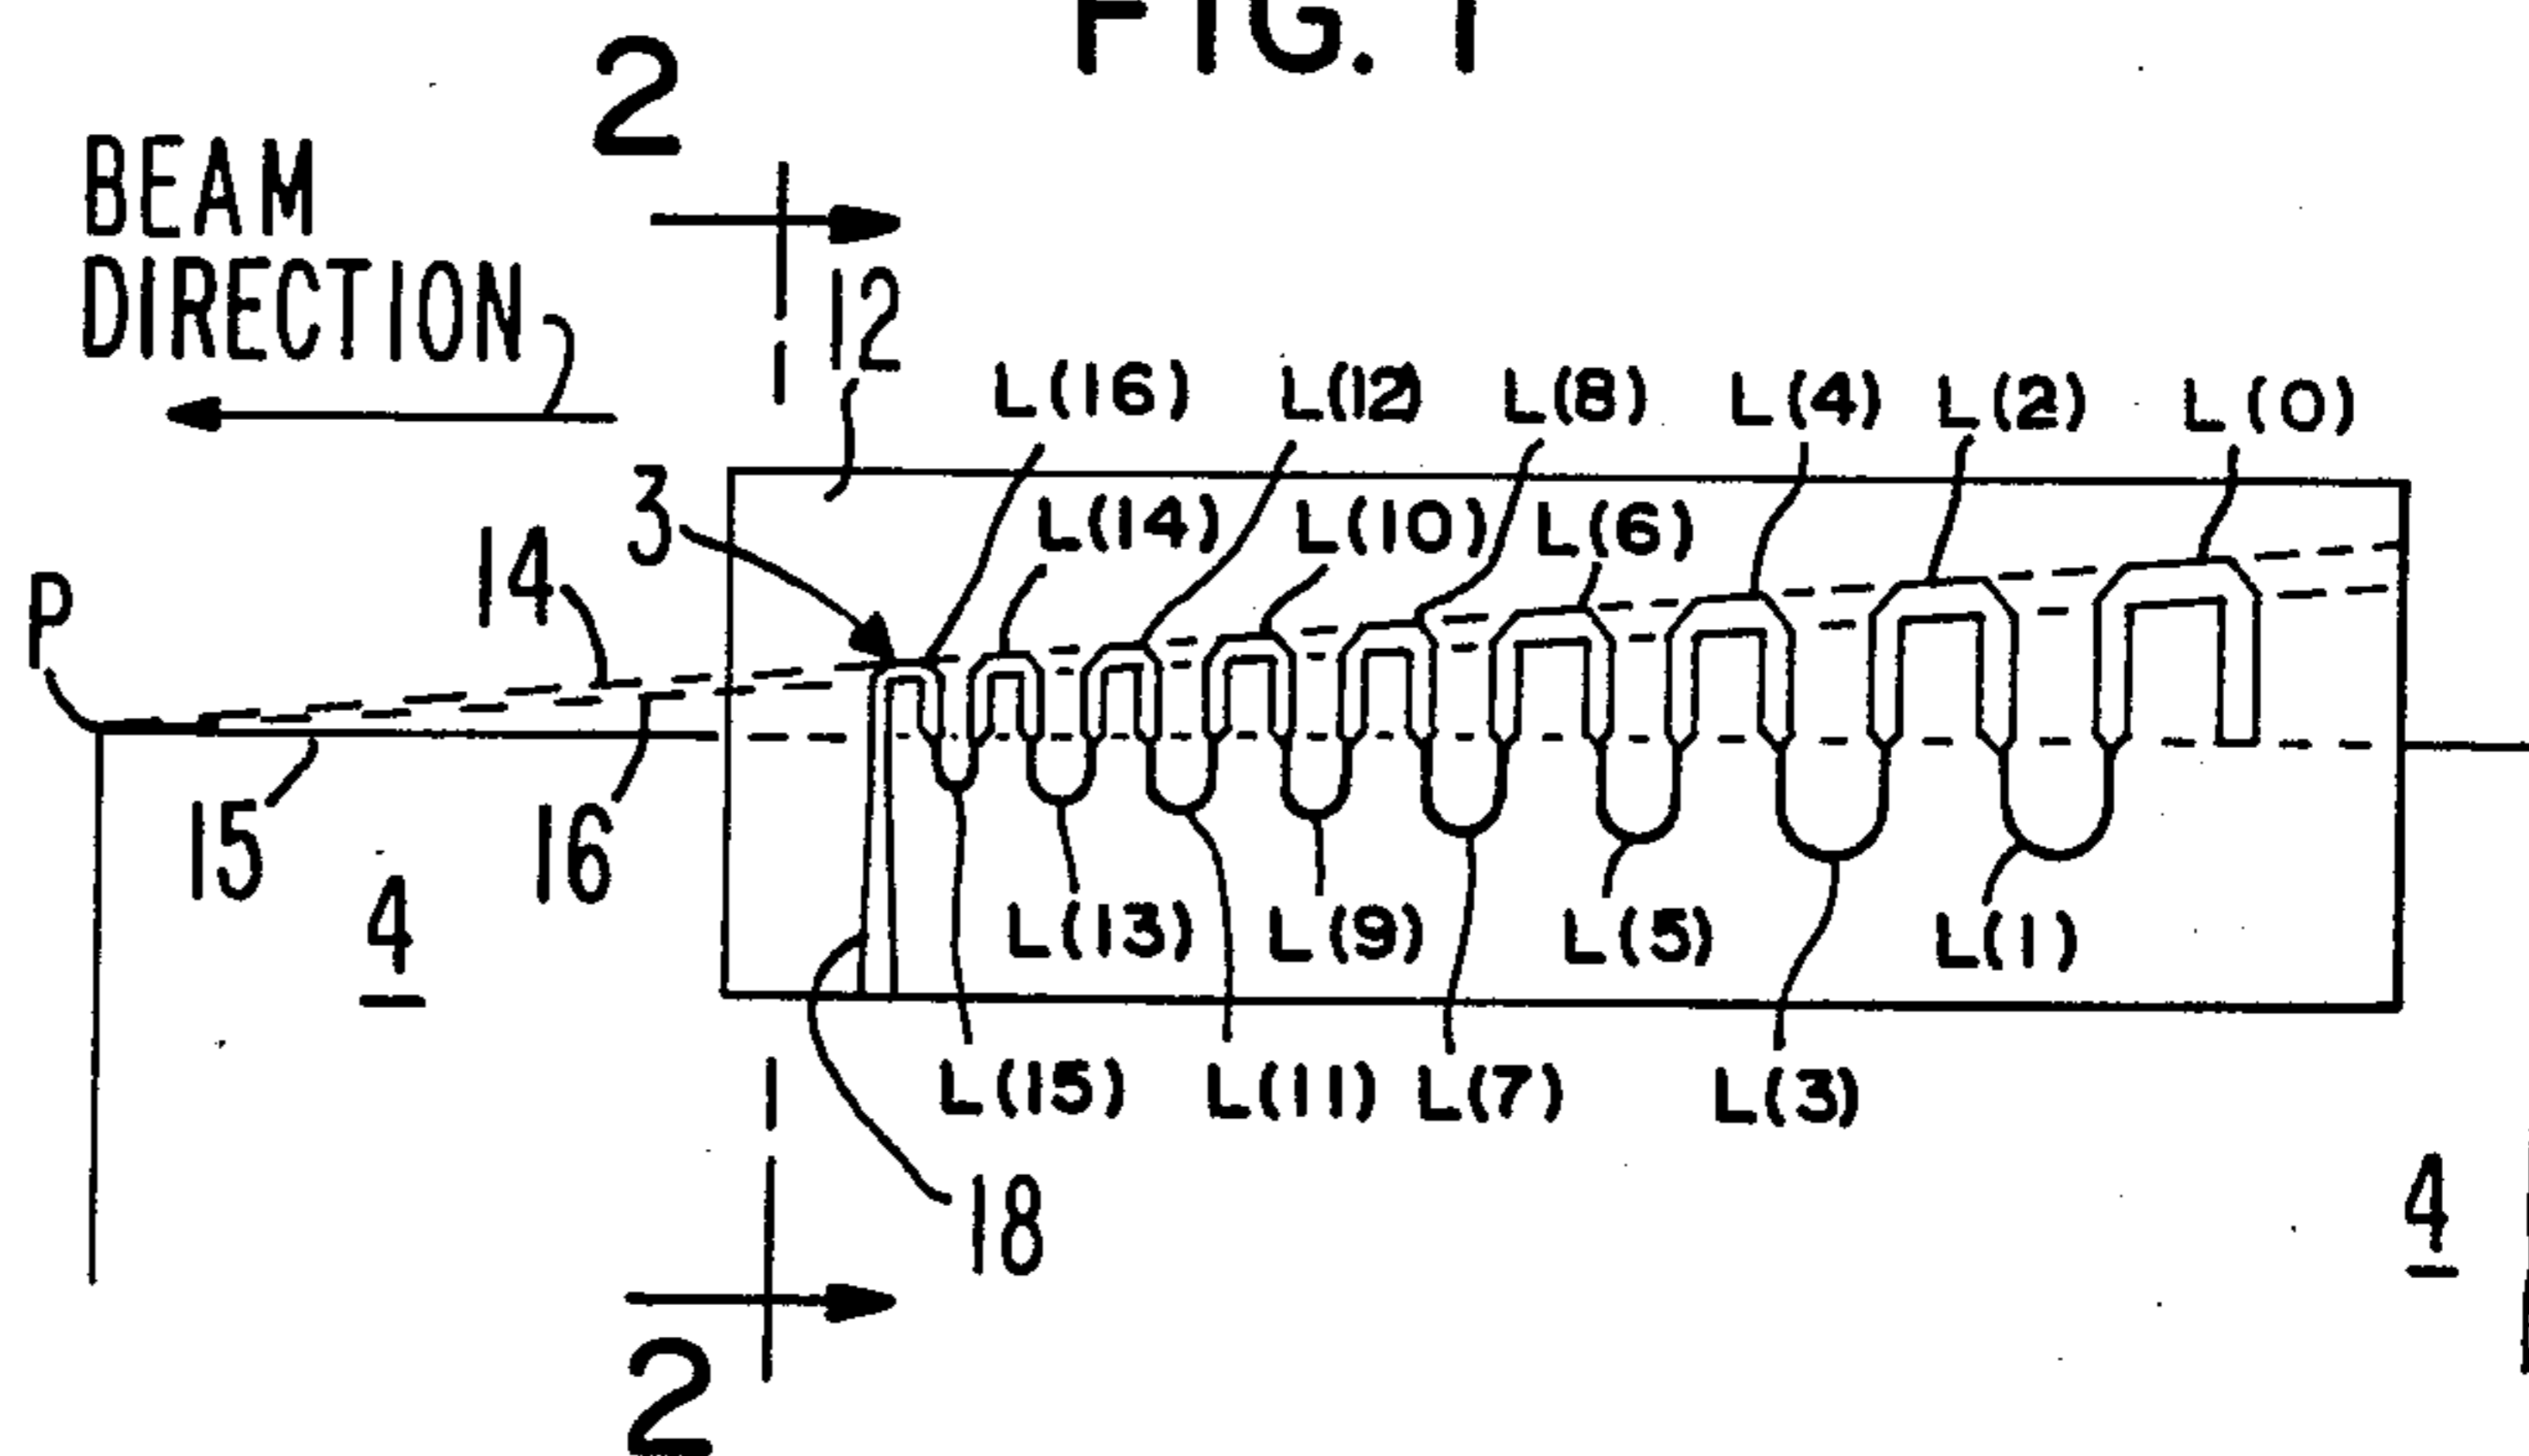 FIG. 1
2
BEAM
DIRECTION
12
L(16) L(12) L(8) L(4) L(2) L(0)
3
L(14) L(10) L(6)
14
P
15
16
4
L(13) L(9) L(5) L(1)
L(15) L(11) L(7) L(3)
18
4
2